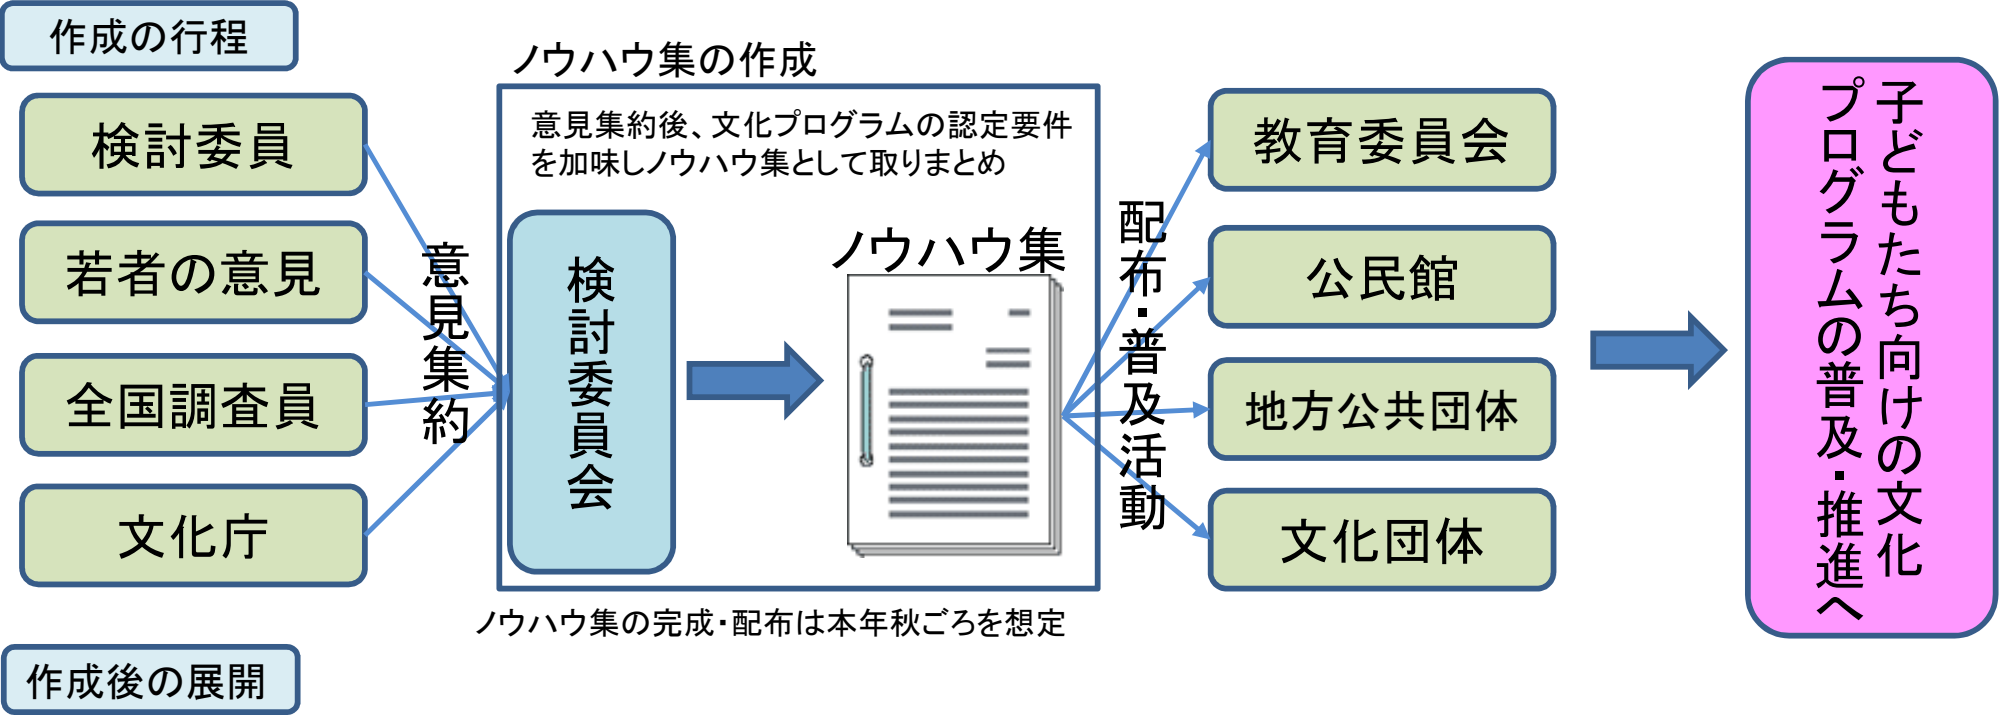 作成の行程
検討委員
若者の意見
全国調査員
文化庁
意見集約
ノウハウ集の作成
意見集約後、文化プログラムの認定要件
を加味しノウハウ集として取りまとめ
検討委員会
ノウハウ集
配布・普及活動
教育委員会
公民館
地方公共団体
文化団体
子どもたち向けの文化
プログラムの普及・推進へ
ノウハウ集の完成・配布は本年秋ごろを想定
作成後の展開